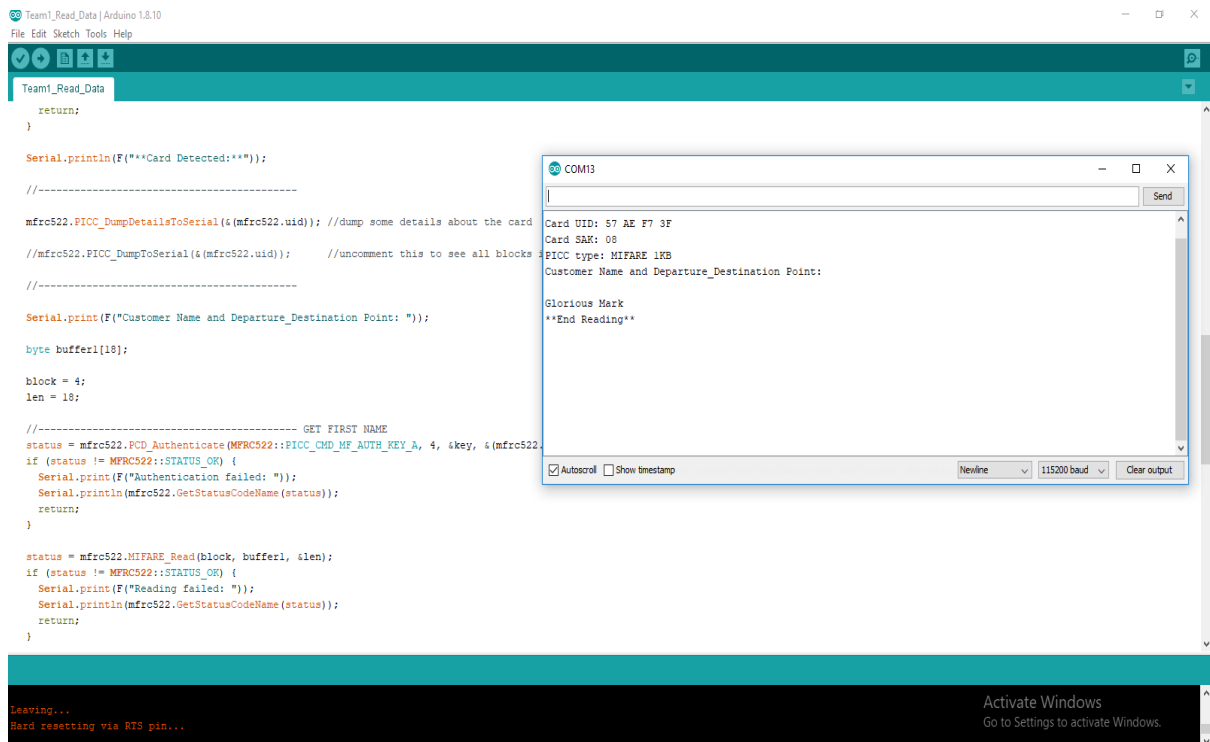 Team1_Read_Data | Arduino 1.8.10
File Edit Sketch Tools Help
Team1_Read_Data
return;
}
Serial.println(F("**Card Detected:**"));
//-------------------------------------------
mfrc522.PICC_DumpDetailsToSerial(&(mfrc522.uid)); //dump some details about the card
//mfrc522.PICC_DumpToSerial(&(mfrc522.uid)); //uncomment this to see all blocks i
//-------------------------------------------
Serial.print(F("Customer Name and Departure_Destination Point: "));
byte buffer1[18];
block = 4;
len = 18;
//------------------------------------------- GET FIRST NAME
status = mfrc522.PCD_Authenticate(MFRC522::PICC_CMD_MF_AUTH_KEY_A, 4, &key, &(mfrc522.
if (status != MFRC522::STATUS_OK) {
Serial.print(F("Authentication failed: "));
Serial.println(mfrc522.GetStatusCodeName(status));
return;
}
status = mfrc522.MIFARE_Read(block, buffer1, &len);
if (status != MFRC522::STATUS_OK) {
Serial.print(F("Reading failed: "));
Serial.println(mfrc522.GetStatusCodeName(status));
return;
}
COM13
Send
Card UID: 57 AE F7 3F
Card SAK: 08
PICC type: MIFARE 1KB
Customer Name and Departure_Destination Point:
Glorious Mark
**End Reading**
Autoscroll Show timestamp Newline 115200 baud Clear output
Leaving...
Hard resetting via RTS pin...
Activate Windows
Go to Settings to activate Windows.